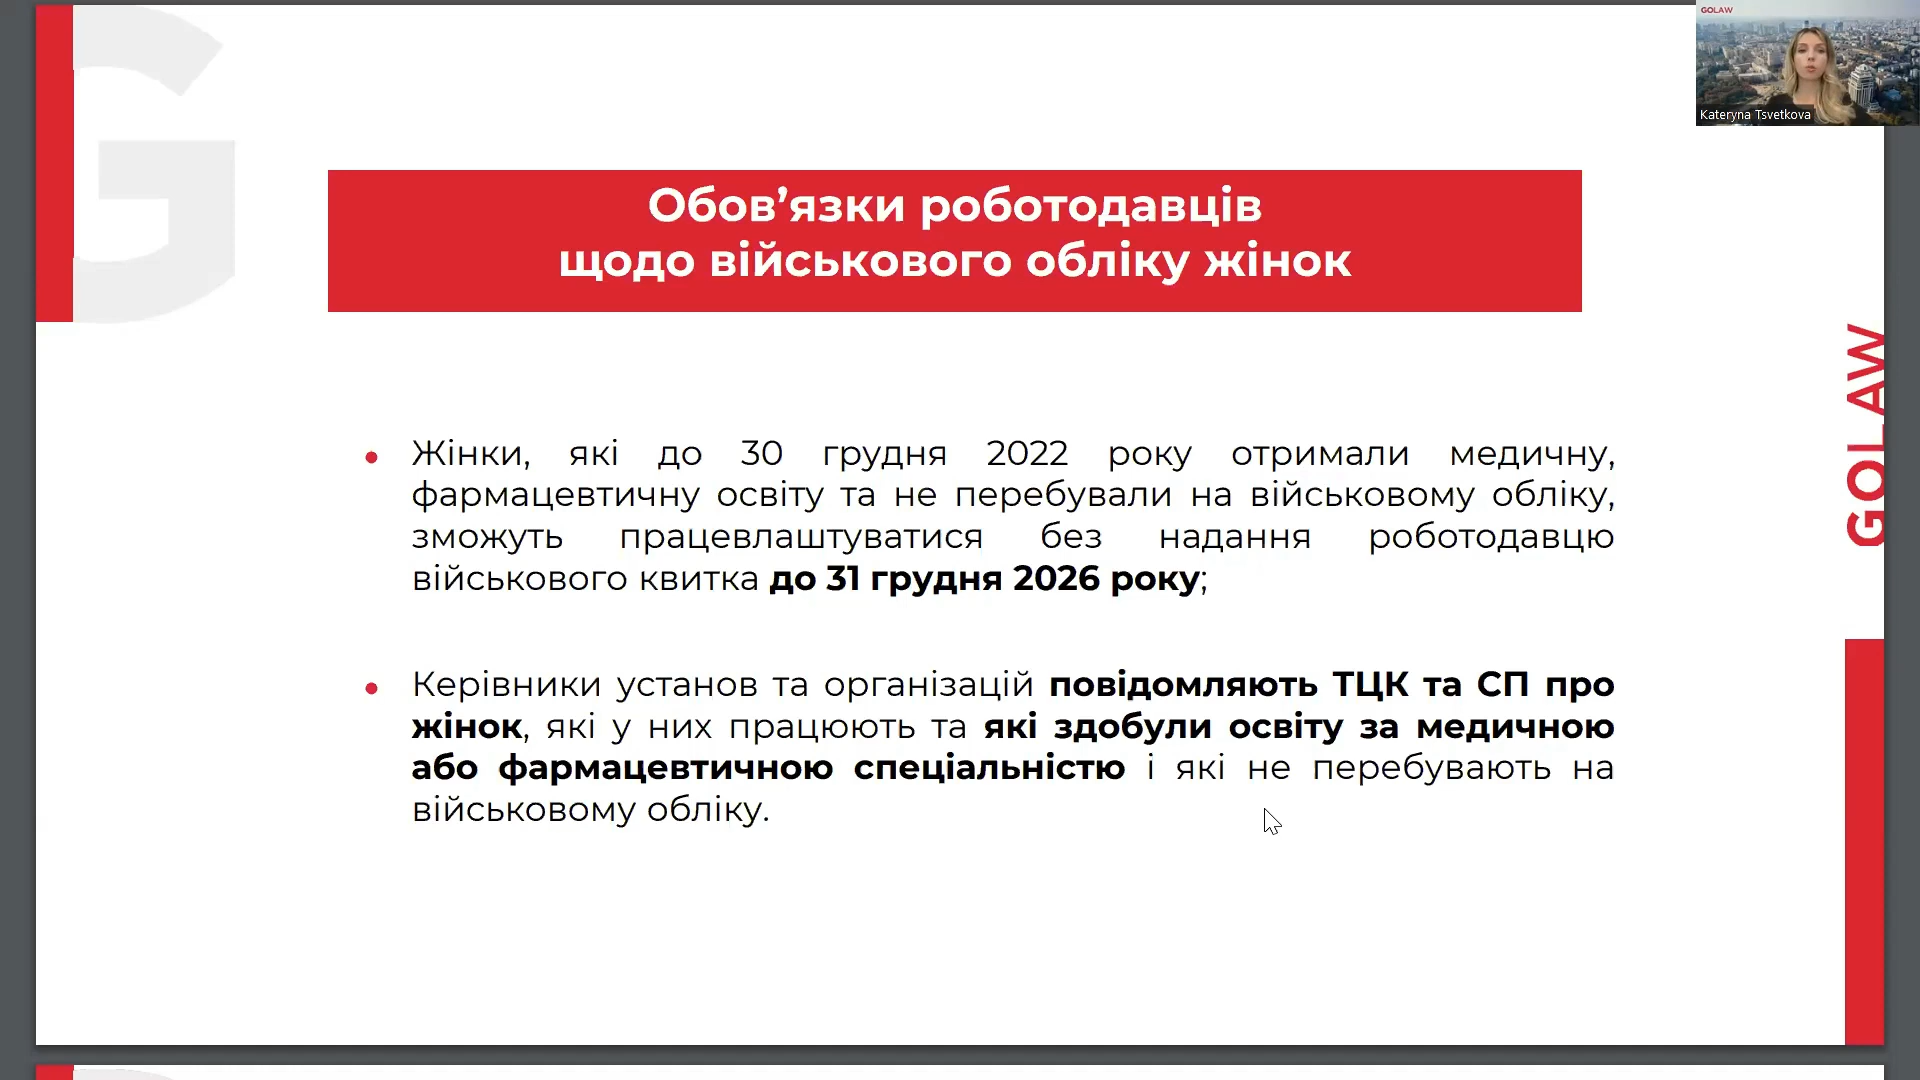 GOLAW
Kateryna Tsvetkova
Обов’язки роботодавців
щодо військового обліку жінок
Жінки, які до 30 грудня 2022 року отримали медичну,
фармацевтичну освіту та не перебували на військовому обліку,
зможуть працевлаштуватися без надання роботодавцю
військового квитка до 31 грудня 2026 року;
Керівники установ та організацій повідомляють ТЦК та СП про
жінок, які у них працюють та які здобули освіту за медичною
або фармацевтичною спеціальністю і які не перебувають на
військовому обліку.
GOLAW